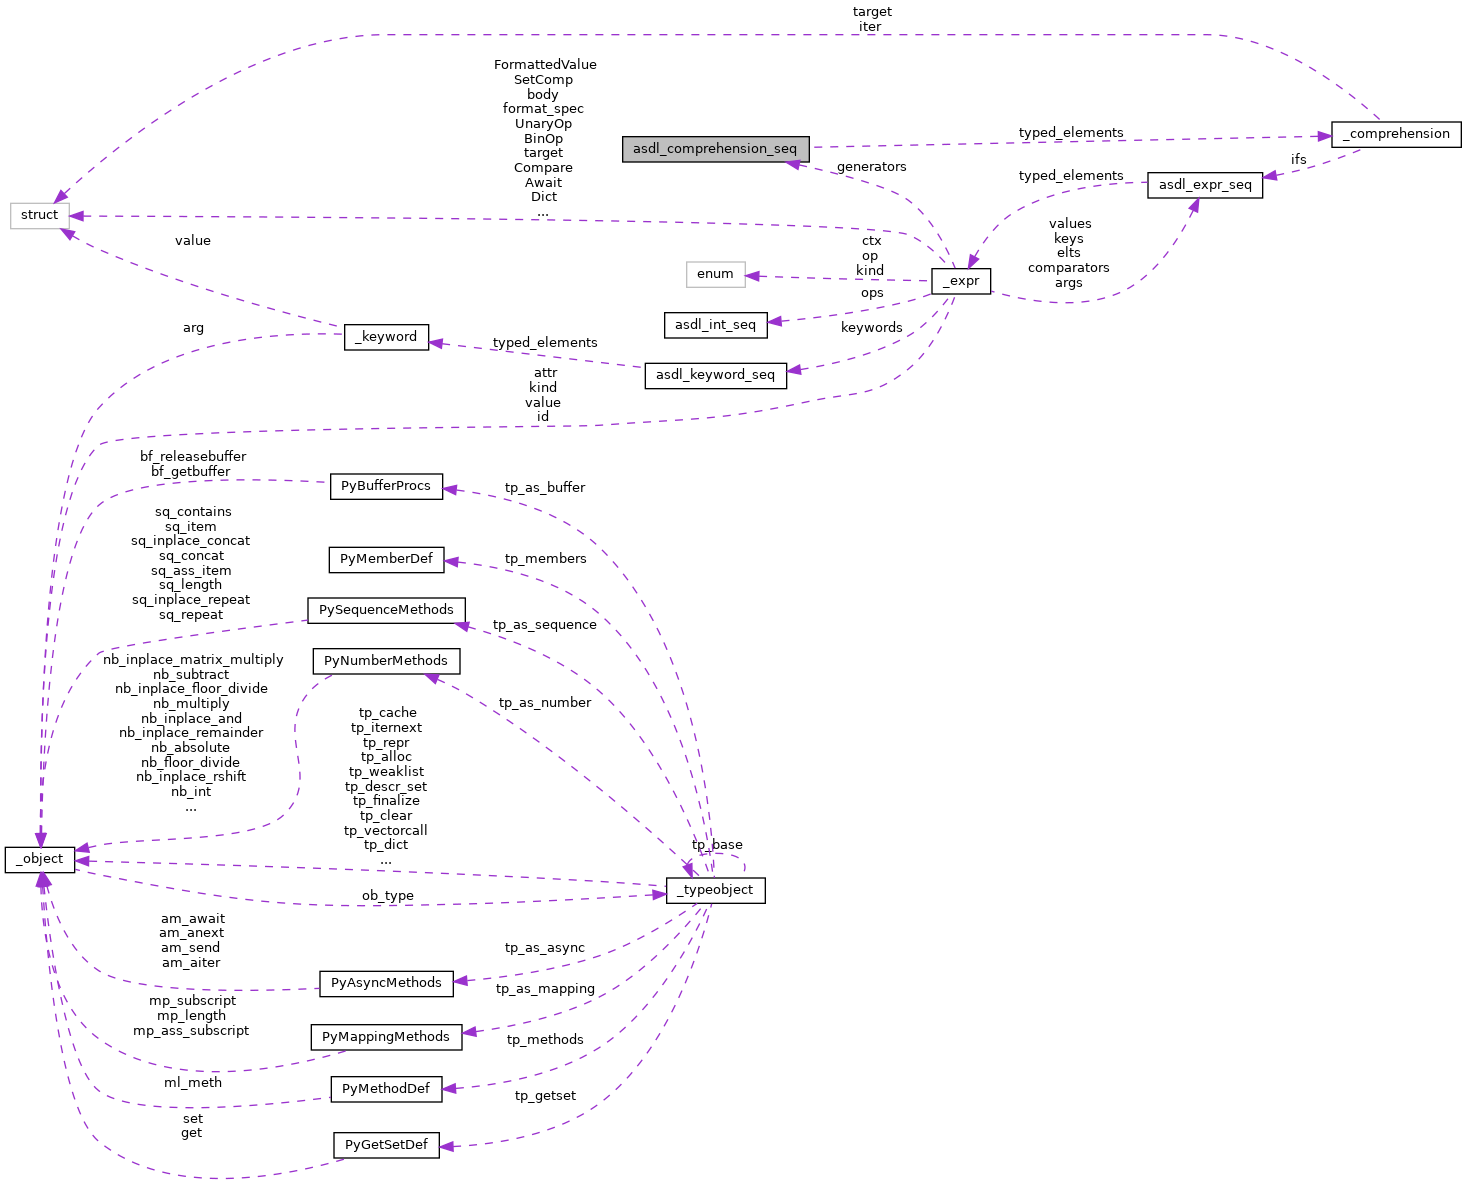 target
iter
FormattedValue
SetComp
body
format_spec
UnaryOp
BinOp
target
Compare
Await
Dict
...
asdl_comprehension_seq
typed_elements
_comprehension
generators
ifs
typed_elements
asdl_expr_seq
struct
value
values
keys
elts
comparators
args
ctx
op
kind
enum
_expr
ops
asdl_int_seq
keywords
arg
_keyword
typed_elements
asdl_keyword_seq
attr
kind
value
id
bf_releasebuffer
bf_getbuffer
PyBufferProcs
tp_as_buffer
sq_contains
sq_item
sq_inplace_concat
sq_concat
sq_ass_item
sq_length
sq_inplace_repeat
sq_repeat
PyMemberDef
tp_members
PySequenceMethods
tp_as_sequence
nb_inplace_matrix_multiply
nb_subtract
nb_inplace_floor_divide
nb_multiply
nb_inplace_and
nb_inplace_remainder
nb_absolute
nb_floor_divide
nb_inplace_rshift
nb_int
...
PyNumberMethods
tp_as_number
tp_cache
tp_iternext
tp_repr
tp_alloc
tp_weaklist
tp_descr_set
tp_finalize
tp_clear
tp_vectorcall
tp_dict
...
tp_base
_object
_typeobject
ob_type
am_await
am_anext
am_send
am_aiter
PyAsyncMethods
tp_as_async
mp_subscript
mp_length
mp_ass_subscript
PyMappingMethods
tp_as_mapping
ml_meth
PyMethodDef
tp_methods
set
get
PyGetSetDef
tp_getset